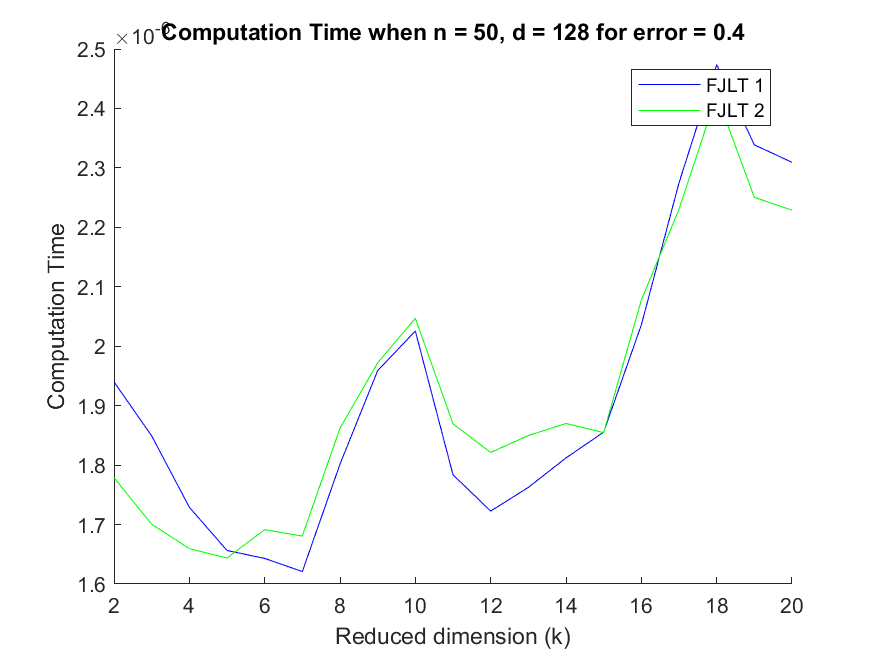 Computation Time when n = 50, d = 128 for error = 0.4
×10-6
2.5
2.4
2.3
2.2
2.1
2
1.9
1.8
1.7
1.6
Computation Time
FJLT 1
FJLT 2
2 4 6 8 10 12 14 16 18 20
Reduced dimension (k)